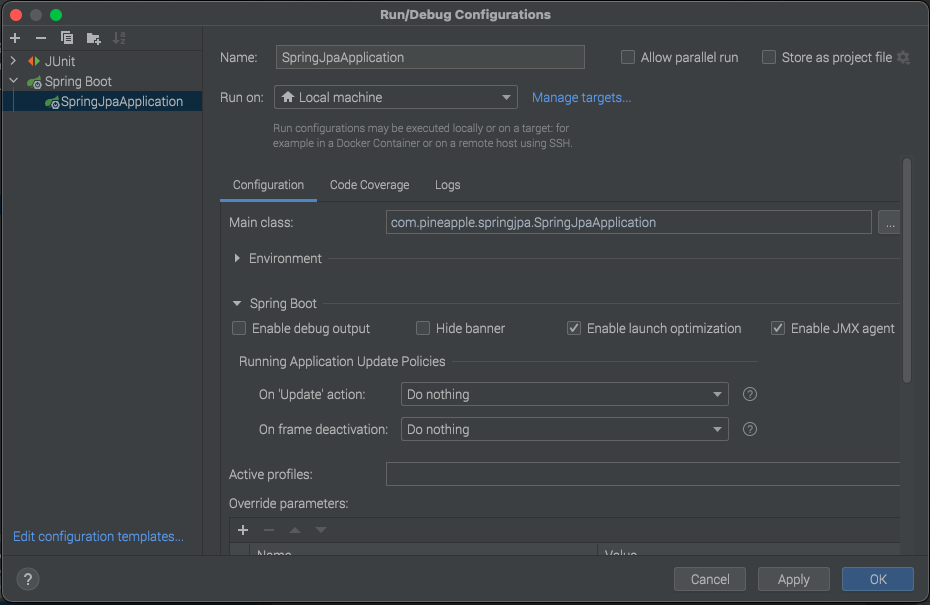 Run/Debug Configurations
JUnit
Spring Boot
SpringJpaApplication
Edit configuration templates...
Name: SpringJpaApplication Allow parallel run Store as project file
Run on: Local machine Manage targets...
Run configurations may be executed locally or on a target: for
example in a Docker Container or on a remote host using SSH.
Configuration Code Coverage Logs
Main class: com.pineapple.springjpa.SpringJpaApplication ...
Environment
Spring Boot
Enable debug output Hide banner Enable launch optimization Enable JMX agent
Running Application Update Policies
On 'Update' action: Do nothing ?
On frame deactivation: Do nothing ?
Active profiles:
Override parameters:
Name Value
? Cancel Apply OK